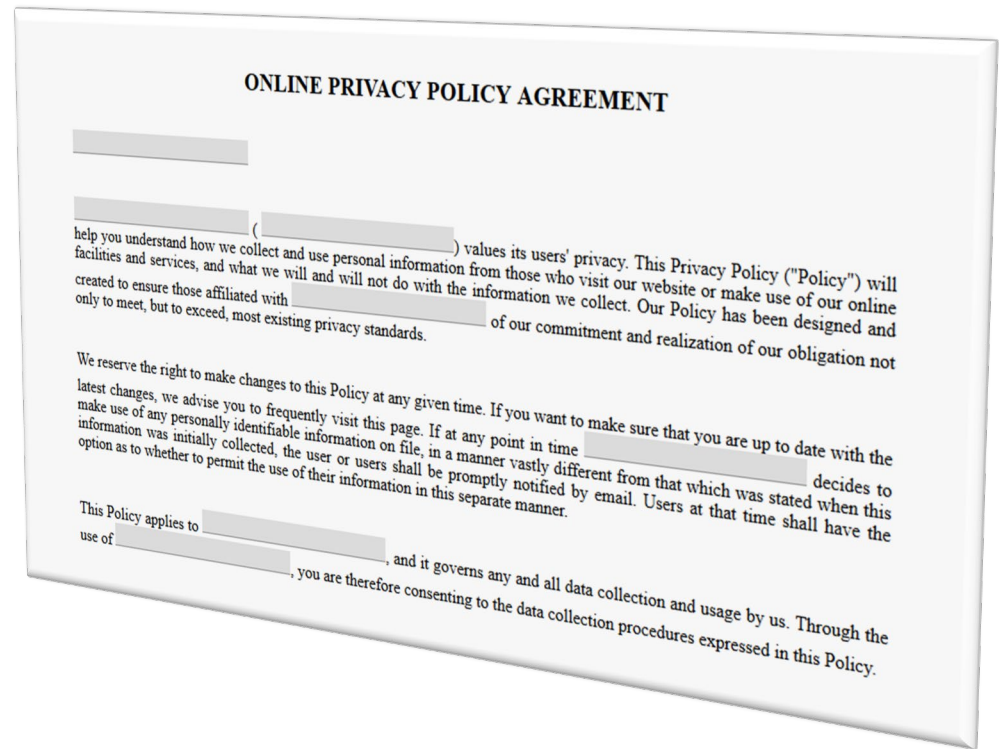 ONLINE PRIVACY POLICY AGREEMENT
( ) values its users' privacy. This Privacy Policy ("Policy") will
help you understand how we collect and use personal information from those who visit our website or make use of our online
facilities and services, and what we will and will not do with the information we collect. Our Policy has been designed and
created to ensure those affiliated with of our commitment and realization of our obligation not
only to meet, but to exceed, most existing privacy standards.
We reserve the right to make changes to this Policy at any given time. If you want to make sure that you are up to date with the
latest changes, we advise you to frequently visit this page. If at any point in time decides to
make use of any personally identifiable information on file, in a manner vastly different from that which was stated when this
information was initially collected, the user or users shall be promptly notified by email. Users at that time shall have the
option as to whether to permit the use of their information in this separate manner.
This Policy applies to , and it governs any and all data collection and usage by us. Through the
use of , you are therefore consenting to the data collection procedures expressed in this Policy.